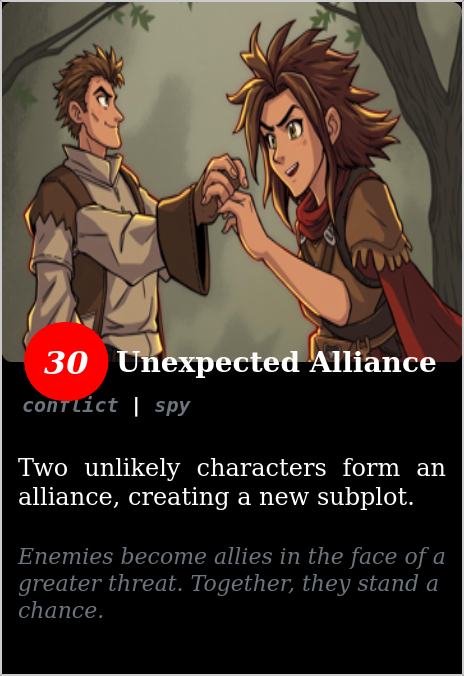 30 Unexpected Alliance
conflict | spy
Two unlikely characters form an
alliance, creating a new subplot.
Enemies become allies in the face of a
greater threat. Together, they stand a
chance.